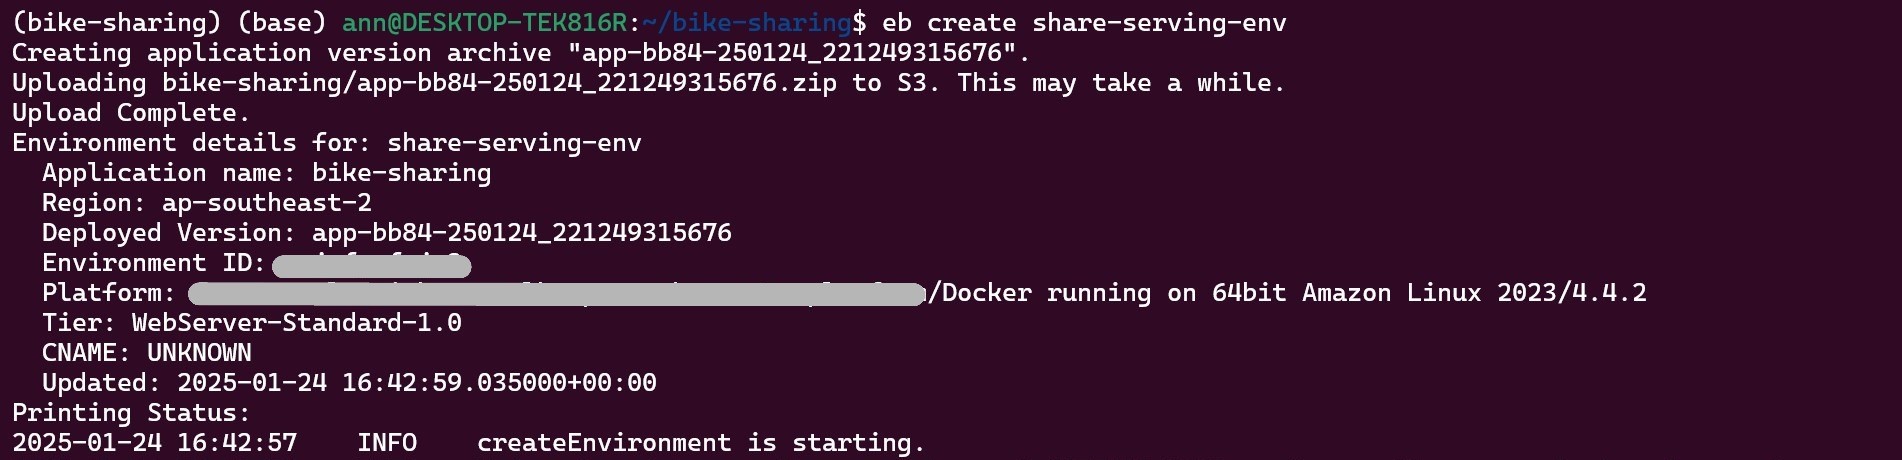 (bike-sharing) (base) ann@DESKTOP-TEK816R:~/bike-sharing$ eb create share-serving-env
Creating application version archive "app-bb84-250124_221249315676".
Uploading bike-sharing/app-bb84-250124_221249315676.zip to S3. This may take a while.
Upload Complete.
Environment details for: share-serving-env
  Application name: bike-sharing
  Region: ap-southeast-2
  Deployed Version: app-bb84-250124_221249315676
  Environment ID:
  Platform: /Docker running on 64bit Amazon Linux 2023/4.4.2
  Tier: WebServer-Standard-1.0
  CNAME: UNKNOWN
  Updated: 2025-01-24 16:42:59.035000+00:00
Printing Status:
2025-01-24 16:42:57    INFO    createEnvironment is starting.